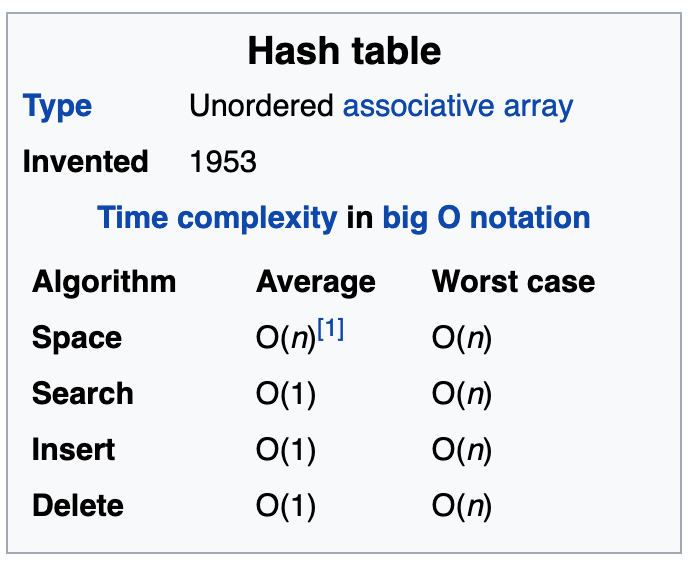 Hash table
Type Unordered associative array
Invented 1953
Time complexity in big O notation
Algorithm Average Worst case
Space O(n)[1] O(n)
Search O(1) O(n)
Insert O(1) O(n)
Delete O(1) O(n)